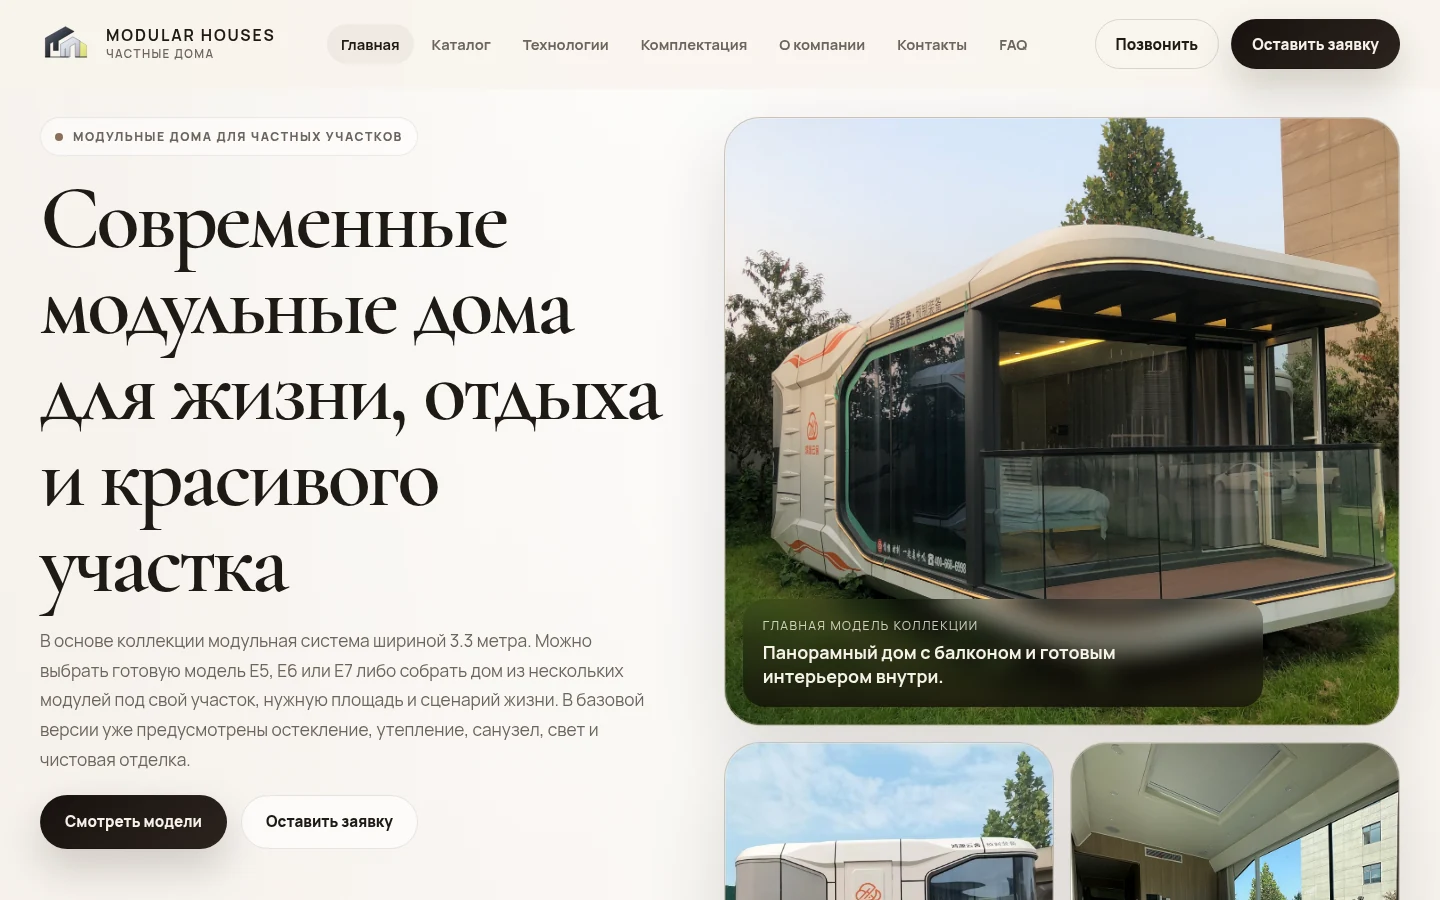 MODULAR HOUSES
ЧАСТНЫЕ ДОМА
Главная
Каталог
Технологии
Комплектация
О компании
Контакты
FAQ
Позвонить
Оставить заявку
МОДУЛЬНЫЕ ДОМА ДЛЯ ЧАСТНЫХ УЧАСТКОВ
Современные
модульные дома
для жизни, отдыха
и красивого
участка
В основе коллекции модульная система шириной 3.3 метра. Можно
выбрать готовую модель E5, E6 или E7 либо собрать дом из нескольких
модулей под свой участок, нужную площадь и сценарий жизни. В базовой
версии уже предусмотрены остекление, утепление, санузел, свет и
чистовая отделка.
Смотреть модели
Оставить заявку
400-668-6998
ГЛАВНАЯ МОДЕЛЬ КОЛЛЕКЦИИ
Панорамный дом с балконом и готовым
интерьером внутри.